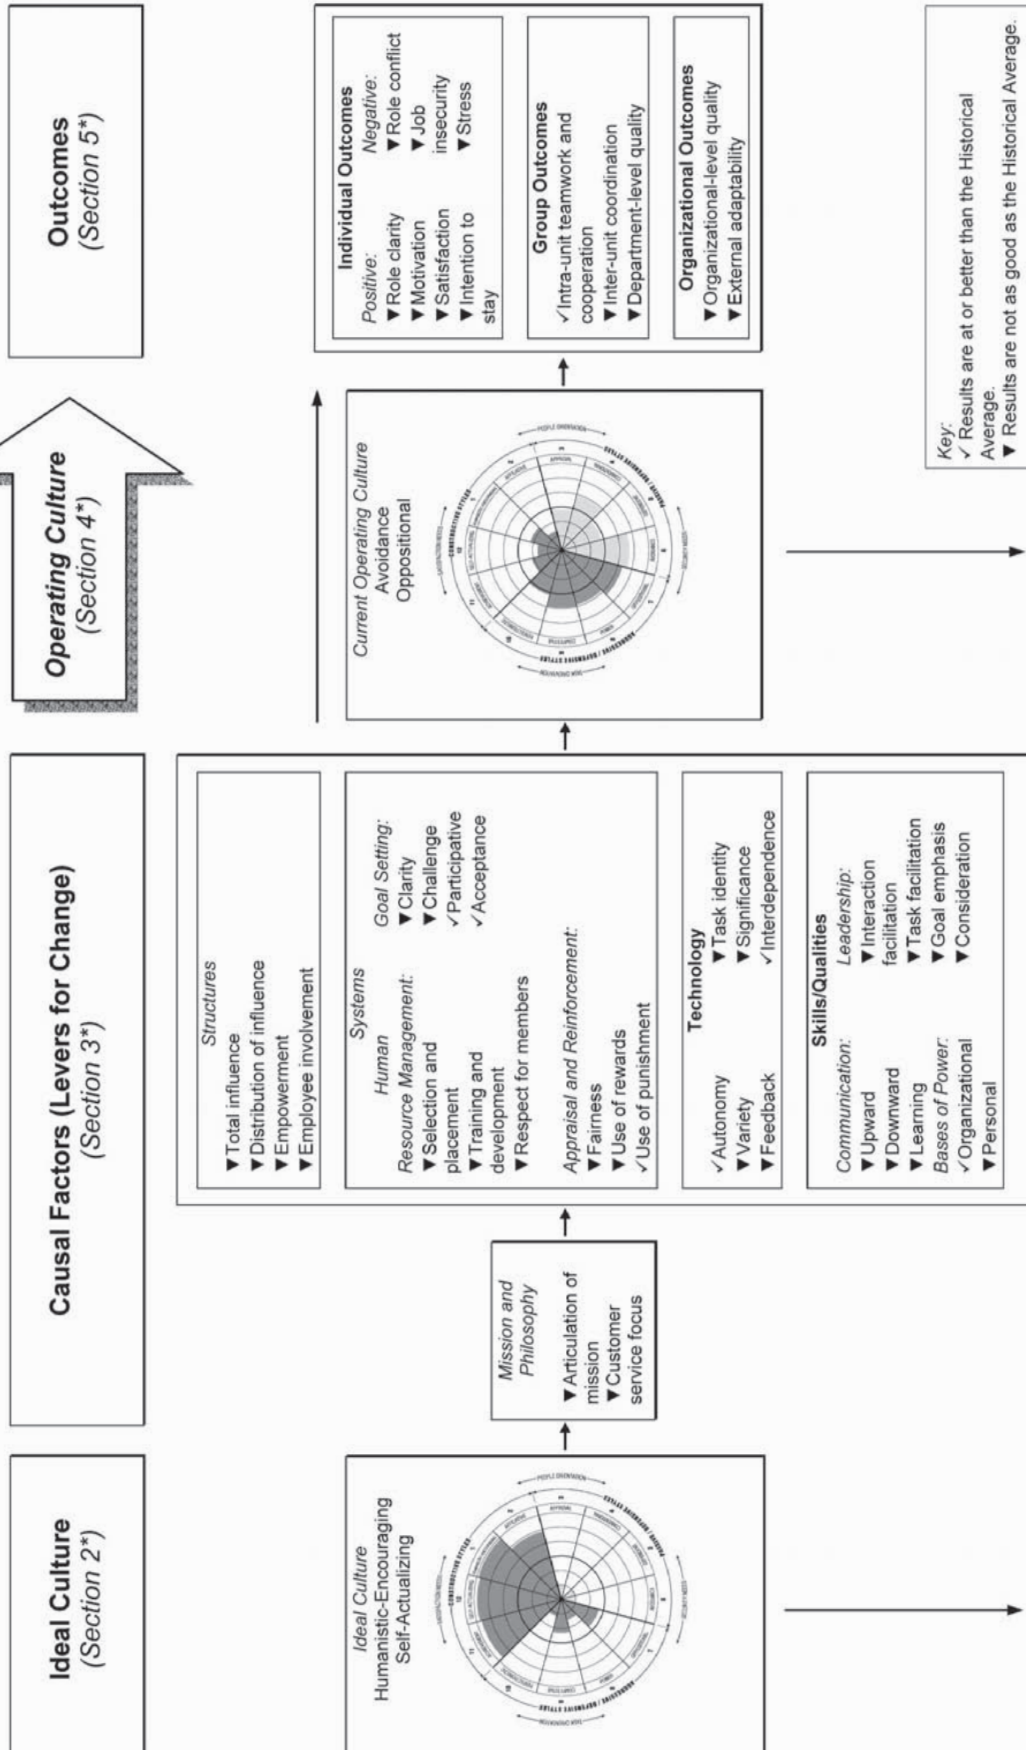 Ideal Culture
(Section 2*)
Causal Factors (Levers for Change)
(Section 3*)
Operating Culture
(Section 4*)
Outcomes
(Section 5*)
Ideal Culture
Humanistic-Encouraging
Self-Actualizing
Mission and
Philosophy
▼Articulation of
mission
▼Customer
service focus
Structures
▼Total influence
▼Distribution of influence
▼Empowerment
▼Employee involvement
Systems
Human
Resource Management:
▼Selection and
placement
▼Training and
development
▼Respect for members
Goal Setting:
▼Clarity
▼Challenge
✓Participative
✓Acceptance
Appraisal and Reinforcement:
▼Fairness
▼Use of rewards
✓Use of punishment
Technology
✓Autonomy
▼Variety
▼Feedback
▼Task identity
▼Significance
✓Interdependence
Skills/Qualities
Communication:
▼Upward
▼Downward
▼Learning
Bases of Power:
✓Organizational
▼Personal
Leadership:
▼Interaction
facilitation
▼Task facilitation
▼Goal emphasis
▼Consideration
Current Operating Culture
Avoidance
Oppositional
Individual Outcomes
Positive:
▼Role clarity
▼Motivation
▼Satisfaction
▼Intention to
stay
Negative:
▼Role conflict
▼Job
insecurity
▼Stress
Group Outcomes
✓Intra-unit teamwork and
cooperation
▼Inter-unit coordination
▼Department-level quality
Organizational Outcomes
▼Organizational-level quality
▼External adaptability
Key:
✓ Results are at or better than the Historical
Average.
▼ Results are not as good as the Historical Average.